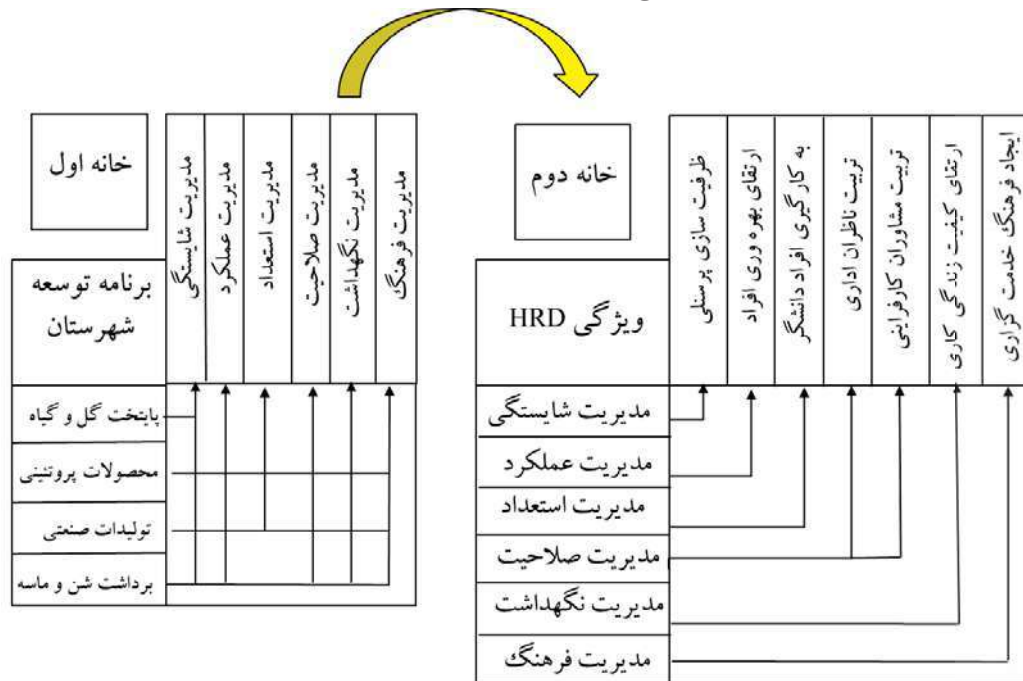 خانه اول
مدیریت شایستگی
مدیریت عملکرد
مدیریت استعداد
مدیریت صلاحیت
مدیریت نگهداشت
مدیریت فرهنگ
برنامه توسعه
شهرستان
پایتخت گل و گیاه
محصولات پروتئینی
تولیدات صنعتی
برداشت شن و ماسه
خانه دوم
ظرفیت سازی پرسنلی
ارتقای بهره وری افراد
به کارگیری افراد دانشگر
تربیت ناظران اداری
تربیت مشاوران کارفراینی
ارتقای کیفیت زندگی کاری
ایجاد فرهنگ خدمت گزاری
ویژگی HRD
مدیریت شایستگی
مدیریت عملکرد
مدیریت استعداد
مدیریت صلاحیت
مدیریت نگهداشت
مدیریت فرهنگ